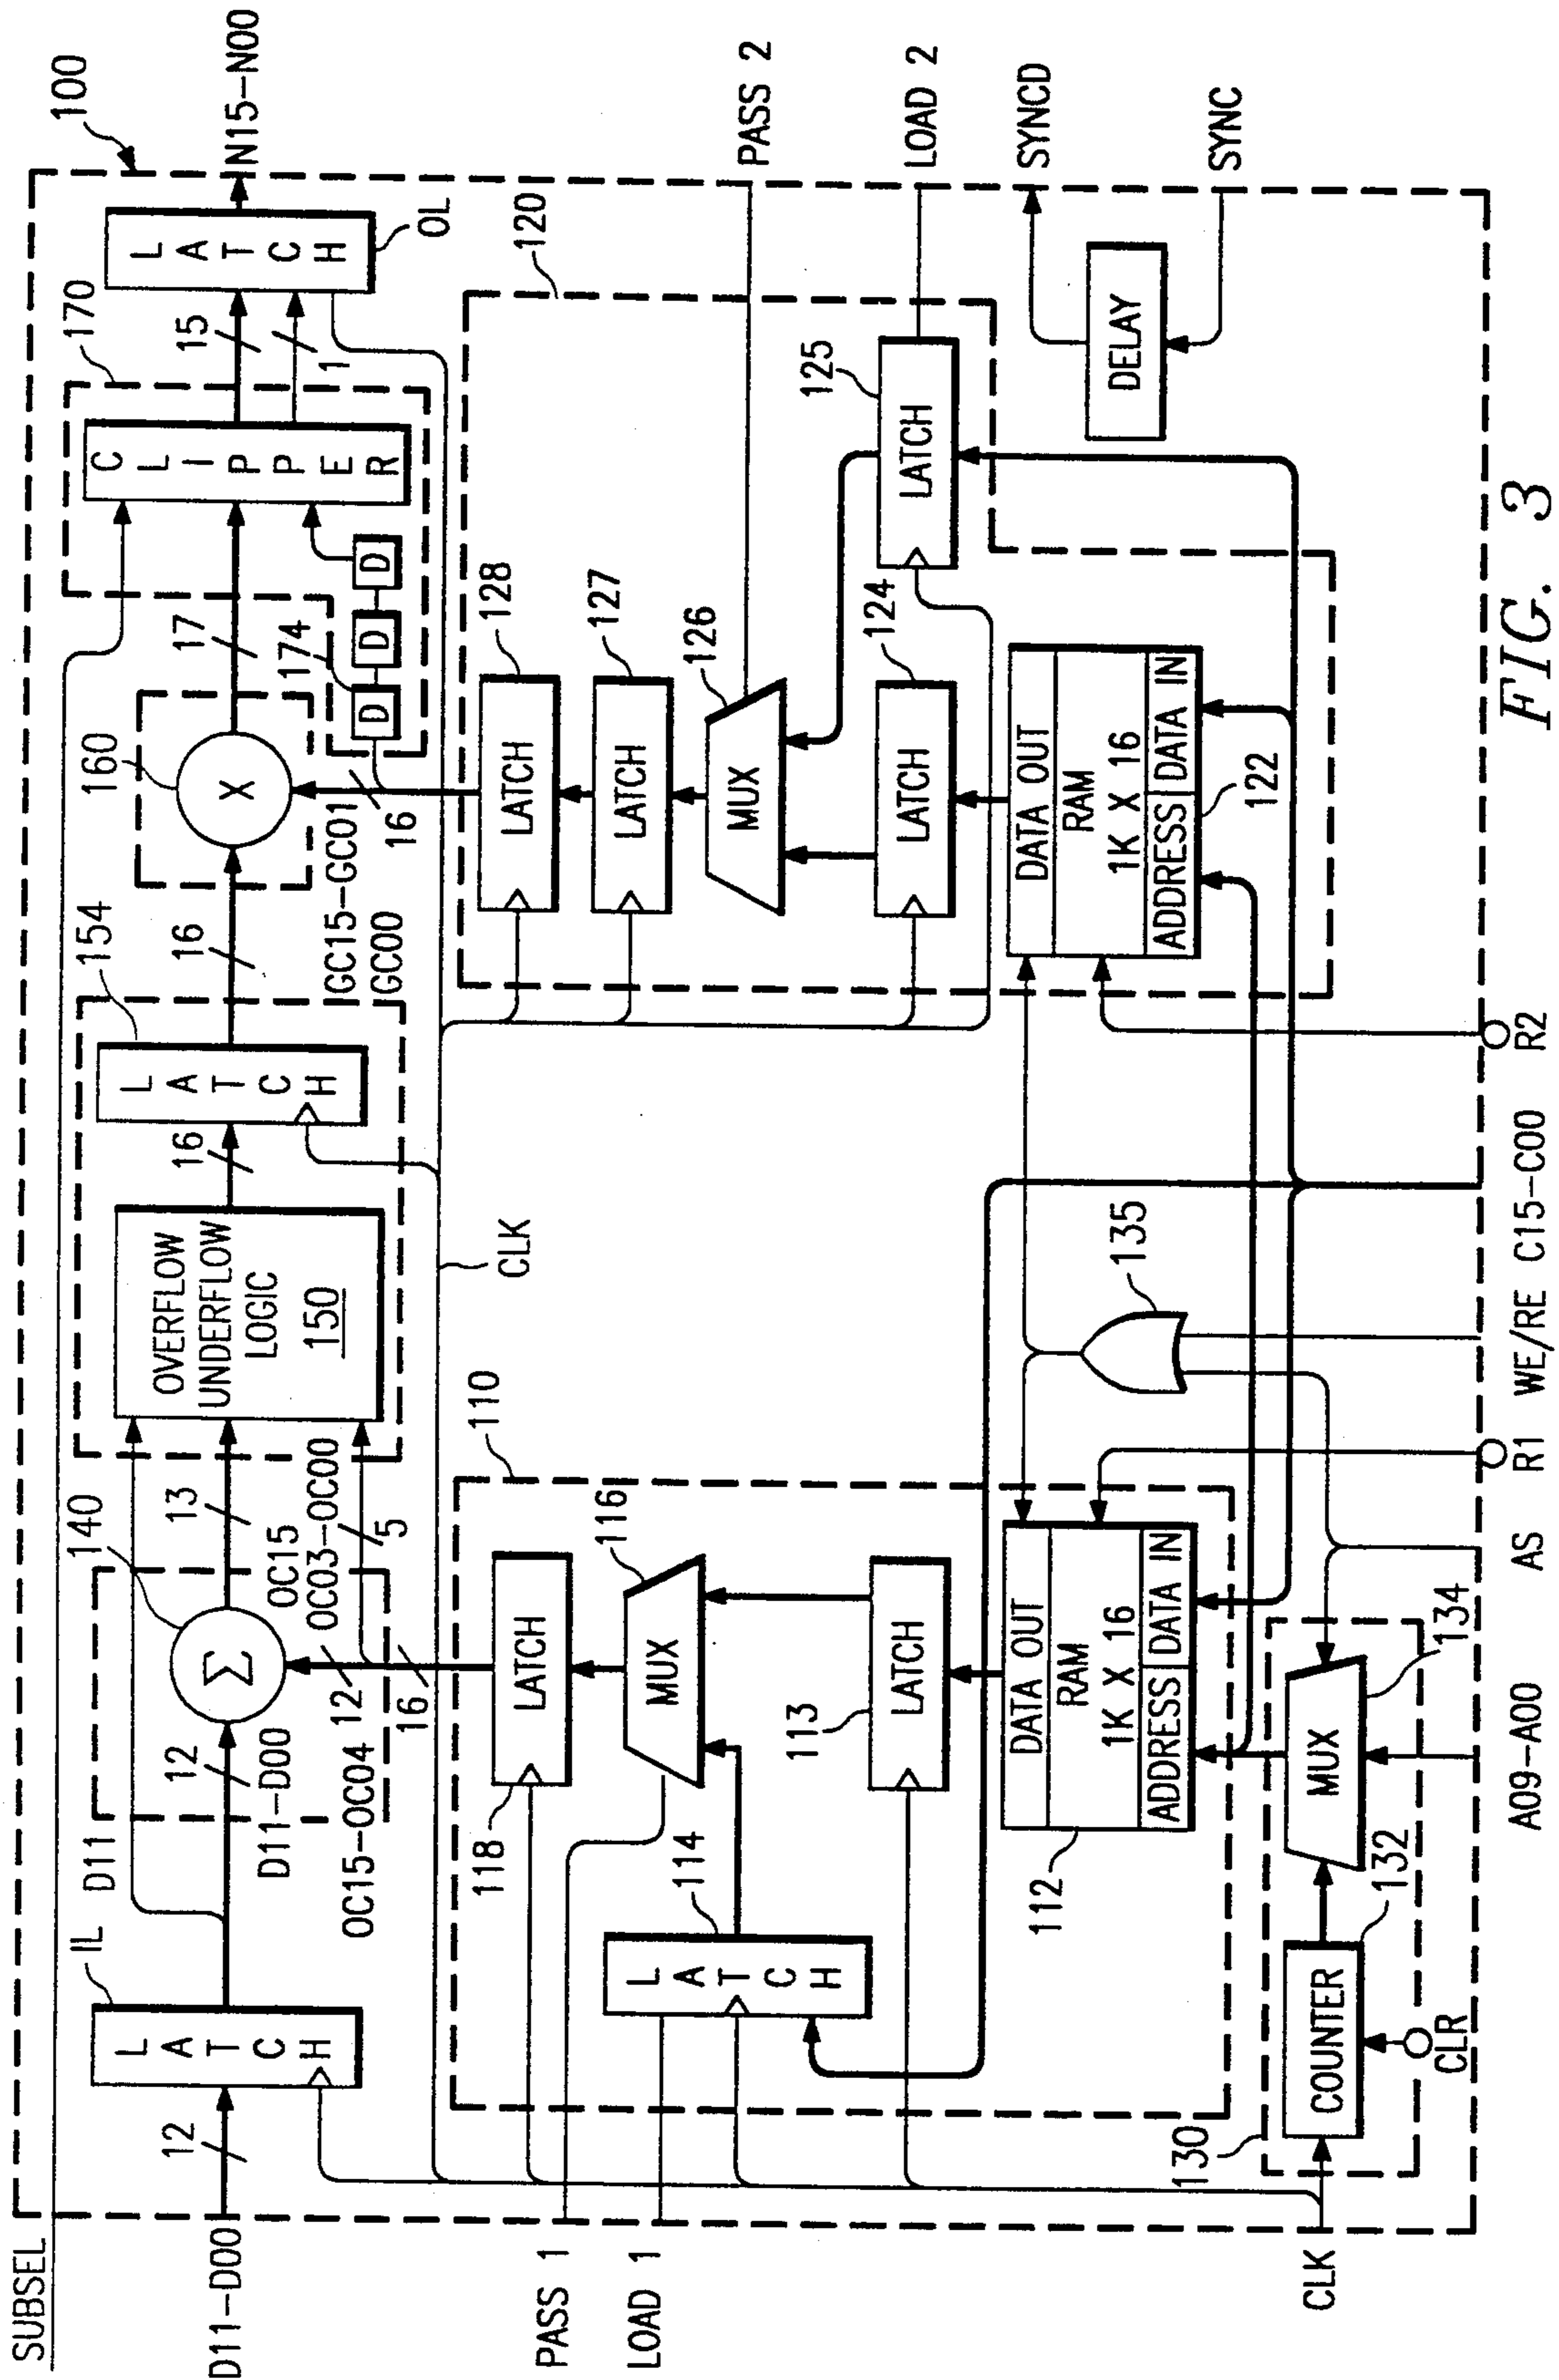 SUBSEL
100
D11-D00
12
IL
LATCH
D11
12
D11-D00
OC15-OC04
140
Σ
13
OC15
OC03-OC00
5
12
16
OVERFLOW
UNDERFLOW
LOGIC
150
16
154
LATCH
16
160
X
17
GC15-GC01
GC00
16
174
D
D
D
170
CLIPPER
15
1
LATCH
OL
N15-N00
CLK
PASS 1
LOAD 1
110
118
LATCH
116
MUX
114
LATCH
113
LATCH
112
DATA OUT
RAM
1K X 16
ADDRESS
DATA IN
120
128
LATCH
127
LATCH
126
MUX
124
LATCH
125
LATCH
122
DATA OUT
RAM
1K X 16
ADDRESS
DATA IN
PASS 2
LOAD 2
SYNCD
SYNC
DELAY
135
130
COUNTER
132
MUX
134
CLR
CLK
A09-A00
AS
R1
WE/RE
C15-C00
R2
FIG. 3